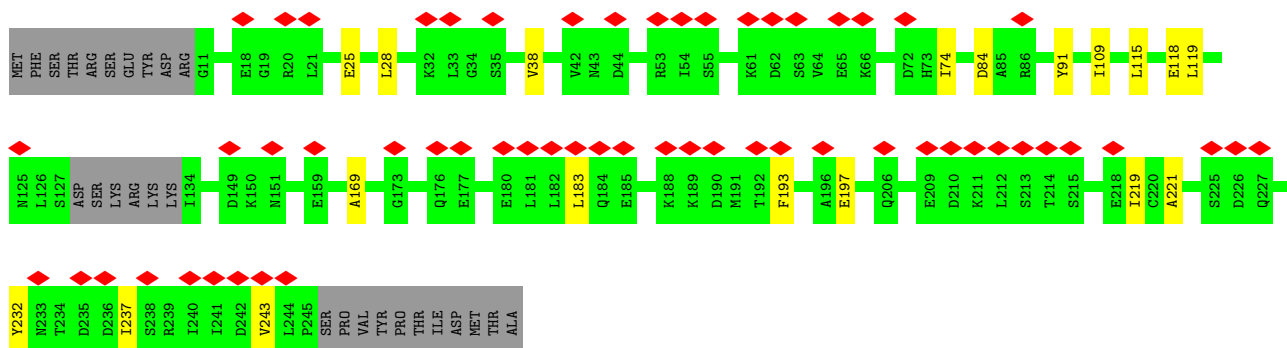 MET PHE SER THR ARG SER GLU TYR ASP ARG G11 E18 G19 R20 L21 E25 L28 K32 L33 G34 S35 V38 V42 N43 D44 R53 I54 S55 K61 D62 S63 V64 E65 K66 D72 H73 I74 D84 A85 R86 Y91 I109 L115 E118 L119
N125 L126 S127 ASP SER LYS ARG LYS LYS I134 D149 K150 N151 E159 A169 G173 Q176 E177 E180 L181 L182 L183 Q184 E185 K188 K189 D190 M191 T192 F193 A196 E197 Q206 E209 D210 K211 L212 S213 T214 S215 E218 I219 C220 A221 S225 D226 Q227
Y232 N233 T234 D235 D236 I237 S238 R239 I240 I241 D242 V243 L244 P245 SER PRO VAL TYR PRO THR ILE ASP MET THR ALA